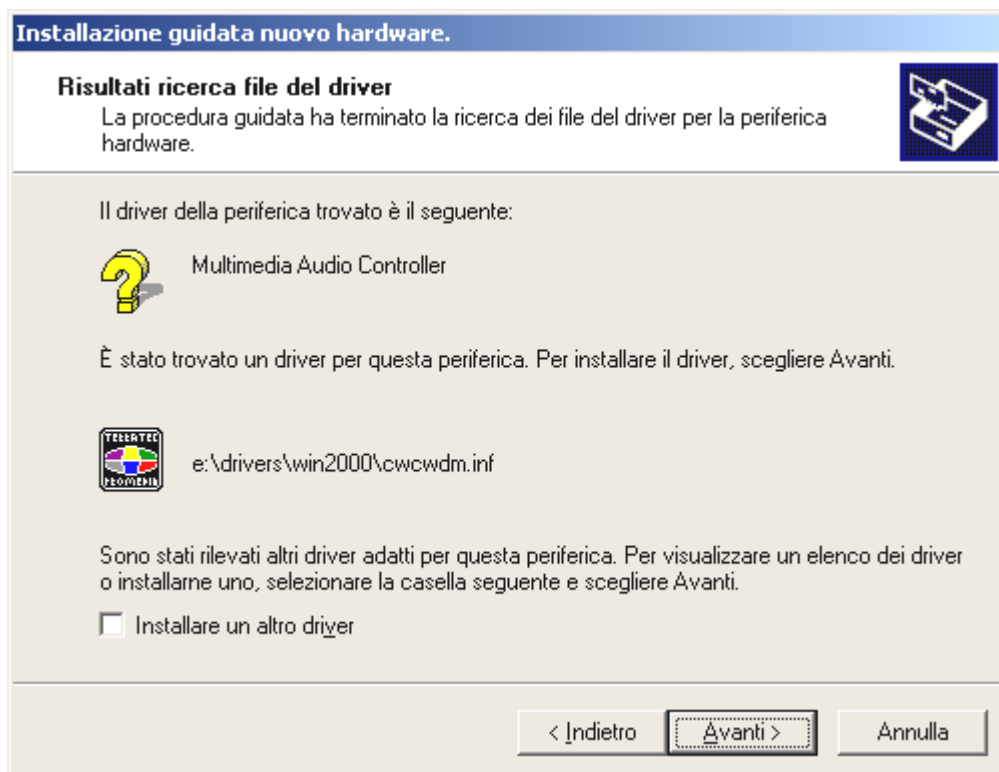 Installazione guidata nuovo hardware.
Risultati ricerca file del driver
La procedura guidata ha terminato la ricerca dei file del driver per la periferica
hardware.
Il driver della periferica trovato è il seguente:
Multimedia Audio Controller
È stato trovato un driver per questa periferica. Per installare il driver, scegliere Avanti.
TERRATEC
PROMEDIA
e:\drivers\win2000\cwcwdm.inf
Sono stati rilevati altri driver adatti per questa periferica. Per visualizzare un elenco dei driver
o installarne uno, selezionare la casella seguente e scegliere Avanti.
Installare un altro driver
< Indietro
Avanti >
Annulla